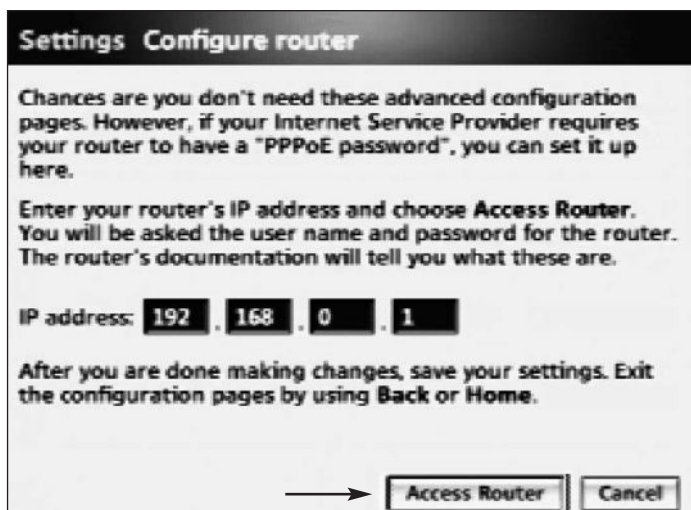 Settings Configure router
Chances are you don't need these advanced configuration
pages. However, if your Internet Service Provider requires
your router to have a "PPPoE password", you can set it up
here.
Enter your router's IP address and choose Access Router.
You will be asked the user name and password for the router.
The router's documentation will tell you what these are.
IP address: 192 . 168 . 0 . 1
After you are done making changes, save your settings. Exit
the configuration pages by using Back or Home.
Access Router Cancel